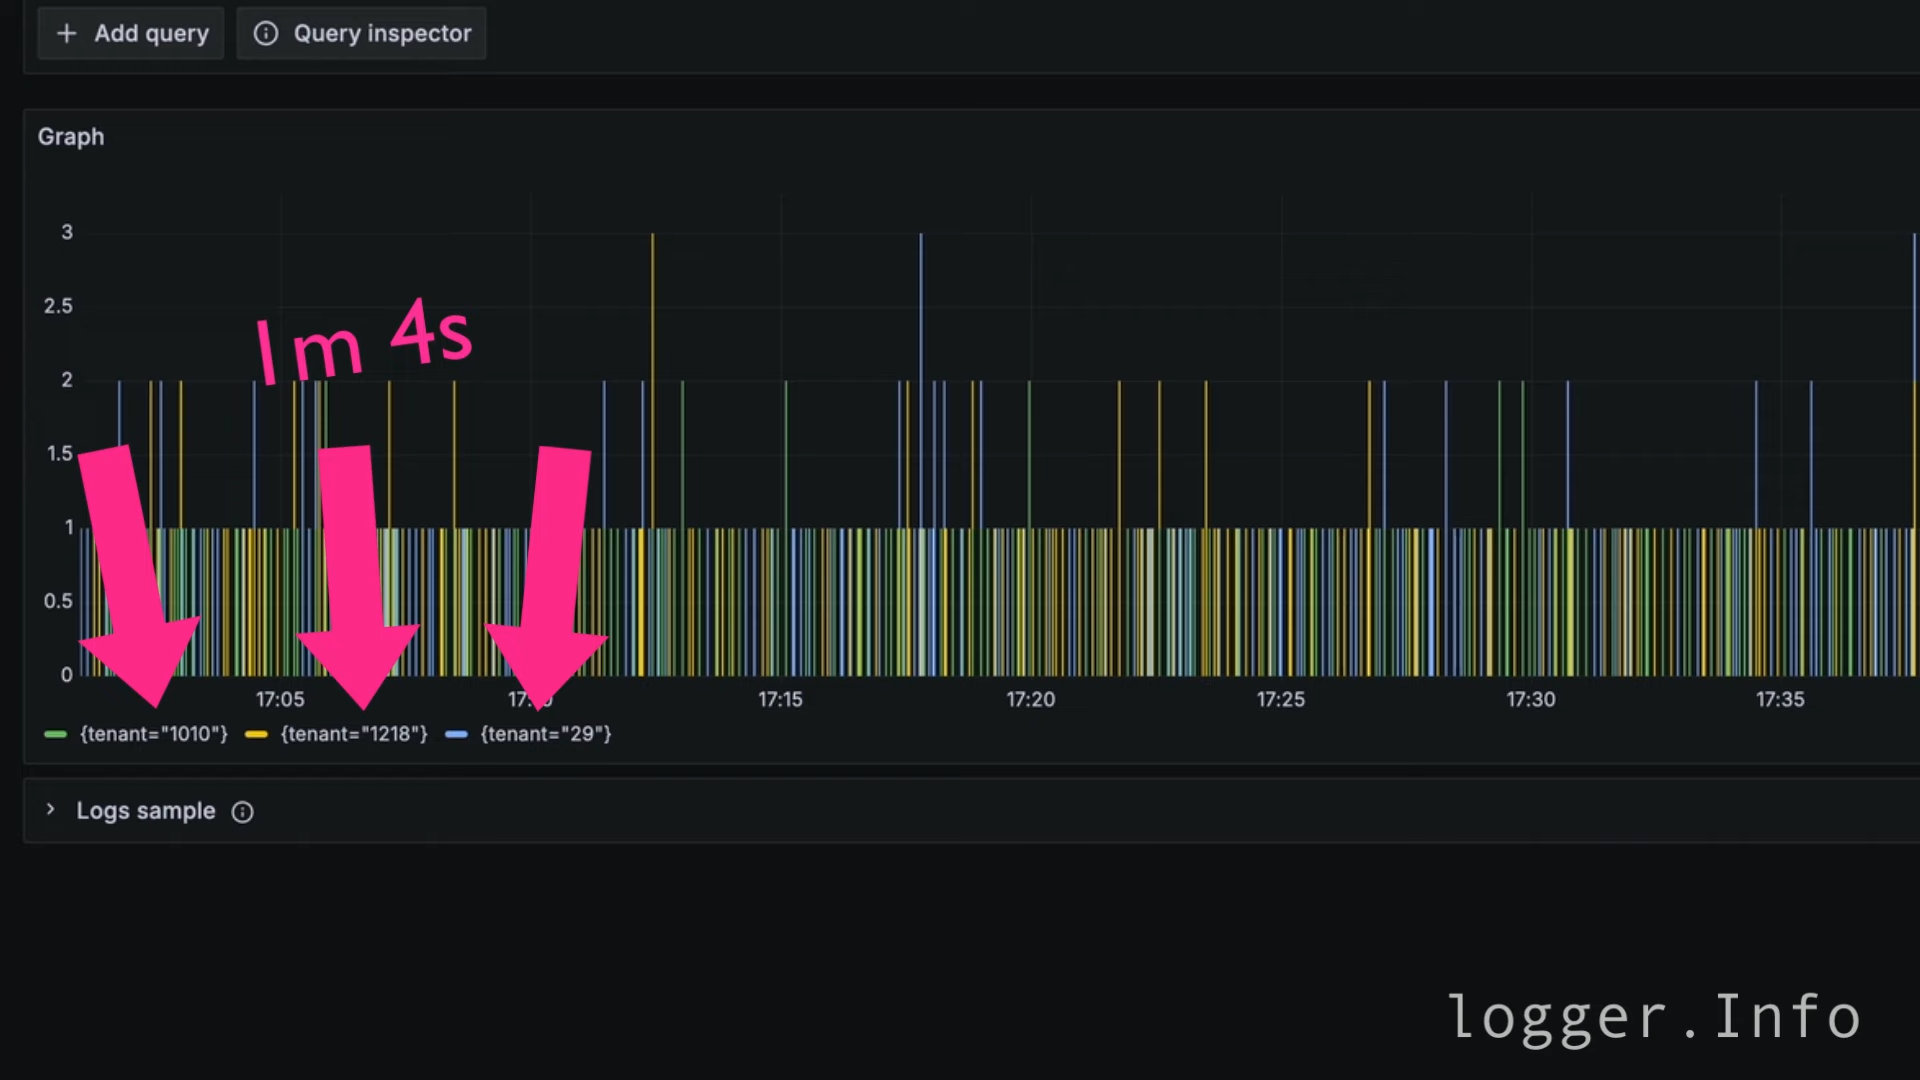 Add query
Query inspector
Graph
3
2.5
1m 4s
2
1.5
1
0.5
0
17:05
17:15
17:20
17:25
17:30
17:35
{tenant="1010"}
{tenant="1218"}
{tenant="29"}
Logs sample
logger.Info